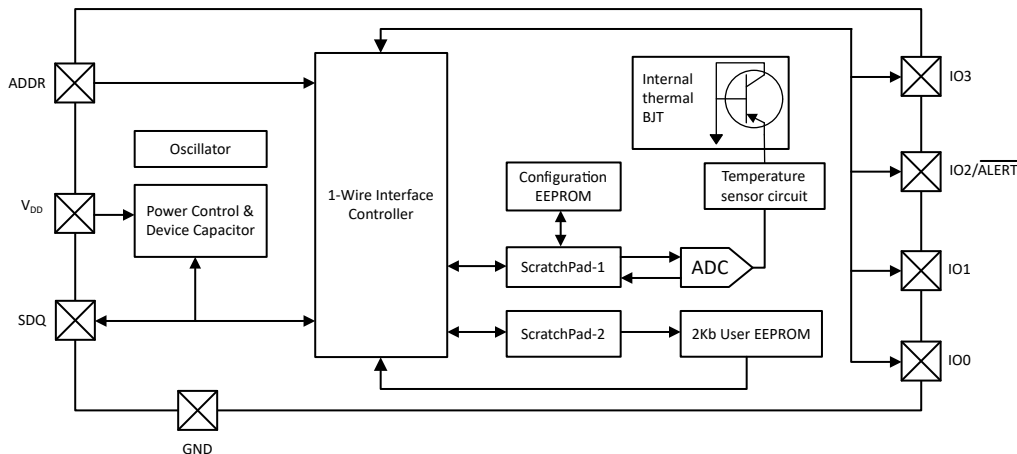 ADDR
V_DD
SDQ
GND
Oscillator
Power Control &
Device Capacitor
1-Wire Interface
Controller
Internal
thermal
BJT
Configuration
EEPROM
Temperature
sensor circuit
ScratchPad-1
ADC
ScratchPad-2
2Kb User EEPROM
IO3
IO2/A̅L̅E̅R̅T̅
IO1
IO0